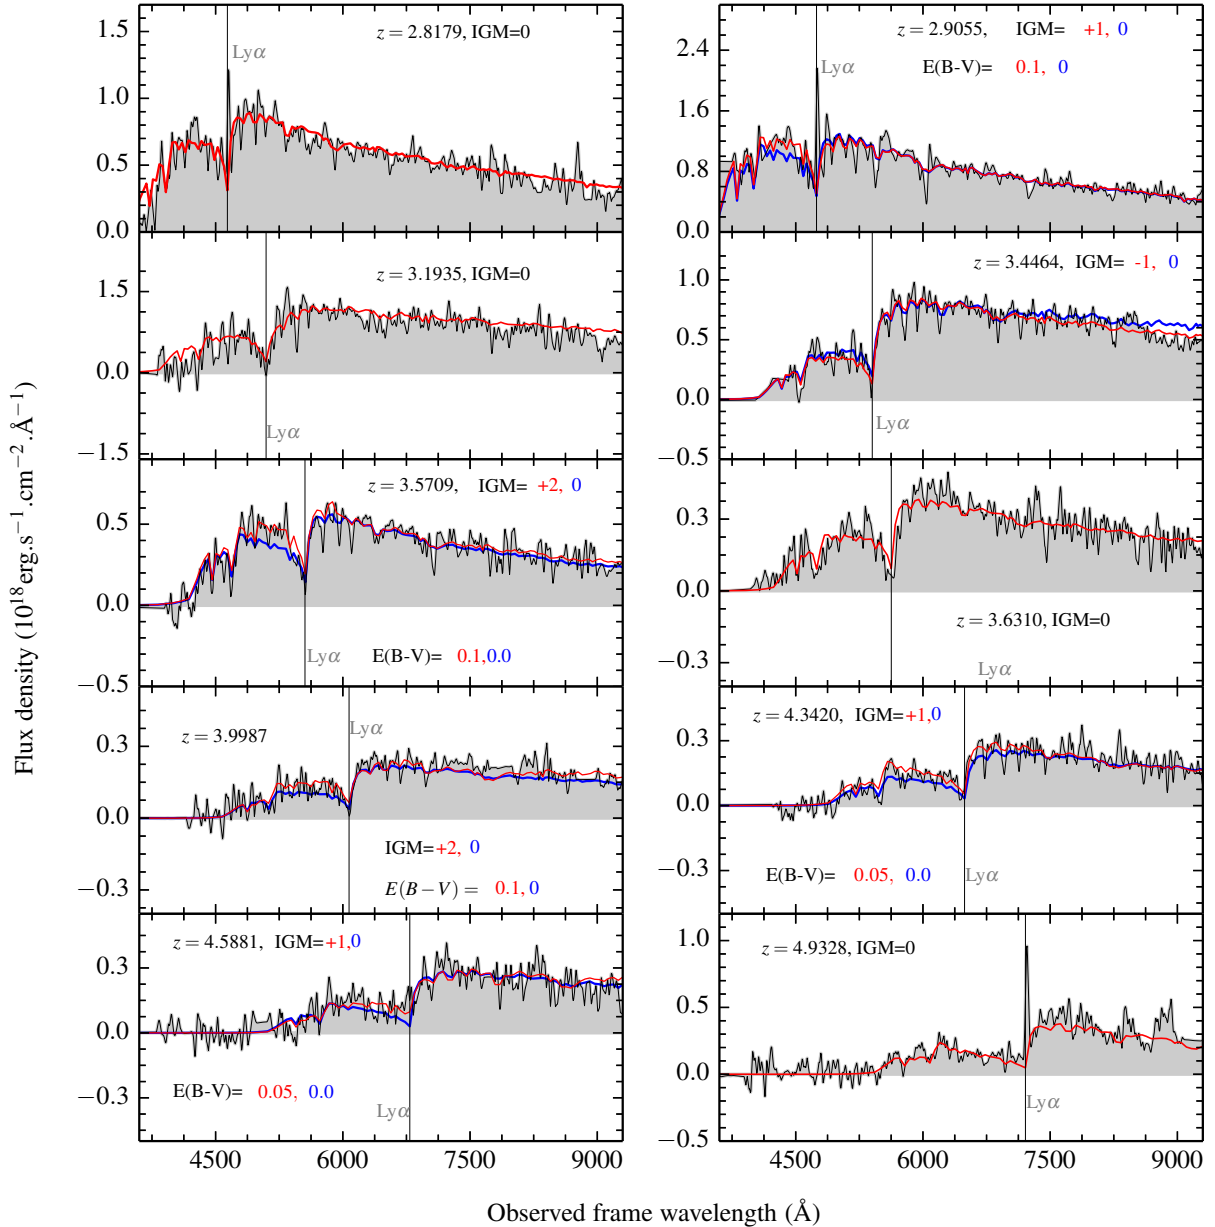 z = 2.8179, IGM=0
Lyα
1.5
1.0
0.5
0.0
z = 2.9055, IGM= +1, 0
E(B-V)= 0.1, 0
Lyα
2.4
1.6
0.8
0.0
z = 3.1935, IGM=0
Lyα
1.5
0.0
−1.5
z = 3.4464, IGM= -1, 0
Lyα
1.0
0.5
0.0
−0.5
z = 3.5709, IGM= +2, 0
Lyα
E(B-V)= 0.1,0.0
0.5
0.0
−0.5
z = 3.6310, IGM=0
Lyα
0.3
0.0
−0.3
z = 3.9987
Lyα
IGM=+2, 0
E(B−V) = 0.1, 0
0.3
0.0
−0.3
z = 4.3420, IGM=+1,0
E(B-V)= 0.05, 0.0
Lyα
0.3
0.0
−0.3
z = 4.5881, IGM=+1,0
E(B-V)= 0.05, 0.0
Lyα
0.3
0.0
−0.3
4500 6000 7500 9000
z = 4.9328, IGM=0
Lyα
1.0
0.5
0.0
−0.5
4500 6000 7500 9000
Flux density (10¹⁸erg.s⁻¹.cm⁻².Å⁻¹)
Observed frame wavelength (Å)